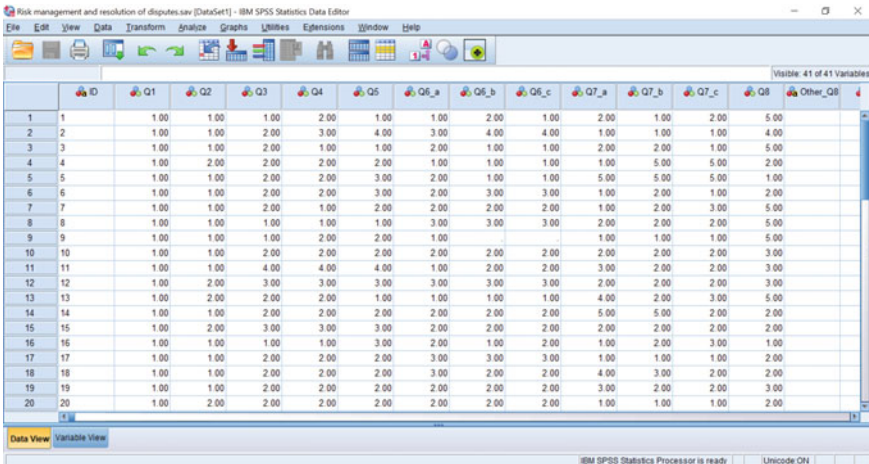 Risk management and resolution of disputes.sav [DataSet1] - IBM SPSS Statistics Data Editor
File Edit View Data Transform Analyze Graphs Utilities Extensions Window Help
Visible: 41 of 41 Variables
ID Q1 Q2 Q3 Q4 Q5 Q6_a Q6_b Q6_c Q7_a Q7_b Q7_c Q8 Other_Q8
1 1 1.00 1.00 1.00 2.00 1.00 1.00 2.00 1.00 2.00 1.00 2.00 5.00
2 2 1.00 1.00 2.00 3.00 4.00 3.00 4.00 4.00 1.00 1.00 1.00 4.00
3 3 1.00 1.00 2.00 1.00 1.00 2.00 1.00 2.00 1.00 2.00 1.00 5.00
4 4 1.00 2.00 2.00 2.00 2.00 1.00 1.00 1.00 1.00 5.00 5.00 2.00
5 5 1.00 1.00 2.00 2.00 3.00 2.00 1.00 1.00 5.00 5.00 5.00 1.00
6 6 1.00 1.00 2.00 2.00 3.00 2.00 3.00 3.00 1.00 2.00 1.00 2.00
7 7 1.00 1.00 2.00 1.00 2.00 2.00 2.00 2.00 1.00 2.00 3.00 5.00
8 8 1.00 1.00 1.00 1.00 1.00 3.00 3.00 3.00 2.00 2.00 2.00 5.00
9 9 1.00 1.00 1.00 2.00 2.00 1.00 . . 1.00 1.00 1.00 5.00
10 10 1.00 1.00 2.00 2.00 2.00 2.00 2.00 2.00 2.00 2.00 2.00 3.00
11 11 1.00 1.00 4.00 4.00 4.00 1.00 2.00 2.00 3.00 2.00 2.00 3.00
12 12 1.00 2.00 3.00 3.00 3.00 2.00 2.00 2.00 2.00 2.00 2.00 3.00
13 13 1.00 2.00 2.00 2.00 1.00 1.00 1.00 1.00 4.00 2.00 3.00 5.00
14 14 1.00 1.00 2.00 2.00 2.00 2.00 2.00 2.00 5.00 5.00 2.00 2.00
15 15 1.00 2.00 3.00 3.00 3.00 2.00 2.00 2.00 2.00 2.00 2.00 2.00
16 16 1.00 1.00 1.00 1.00 3.00 2.00 1.00 2.00 1.00 2.00 3.00 1.00
17 17 1.00 1.00 2.00 2.00 2.00 3.00 3.00 3.00 1.00 1.00 1.00 2.00
18 18 1.00 1.00 2.00 2.00 2.00 3.00 2.00 2.00 4.00 3.00 2.00 2.00
19 19 1.00 1.00 2.00 2.00 2.00 2.00 2.00 2.00 3.00 2.00 2.00 3.00
20 20 1.00 2.00 2.00 2.00 2.00 2.00 2.00 2.00 1.00 1.00 1.00 2.00
Data View Variable View
IBM SPSS Statistics Processor is ready Unicode:ON